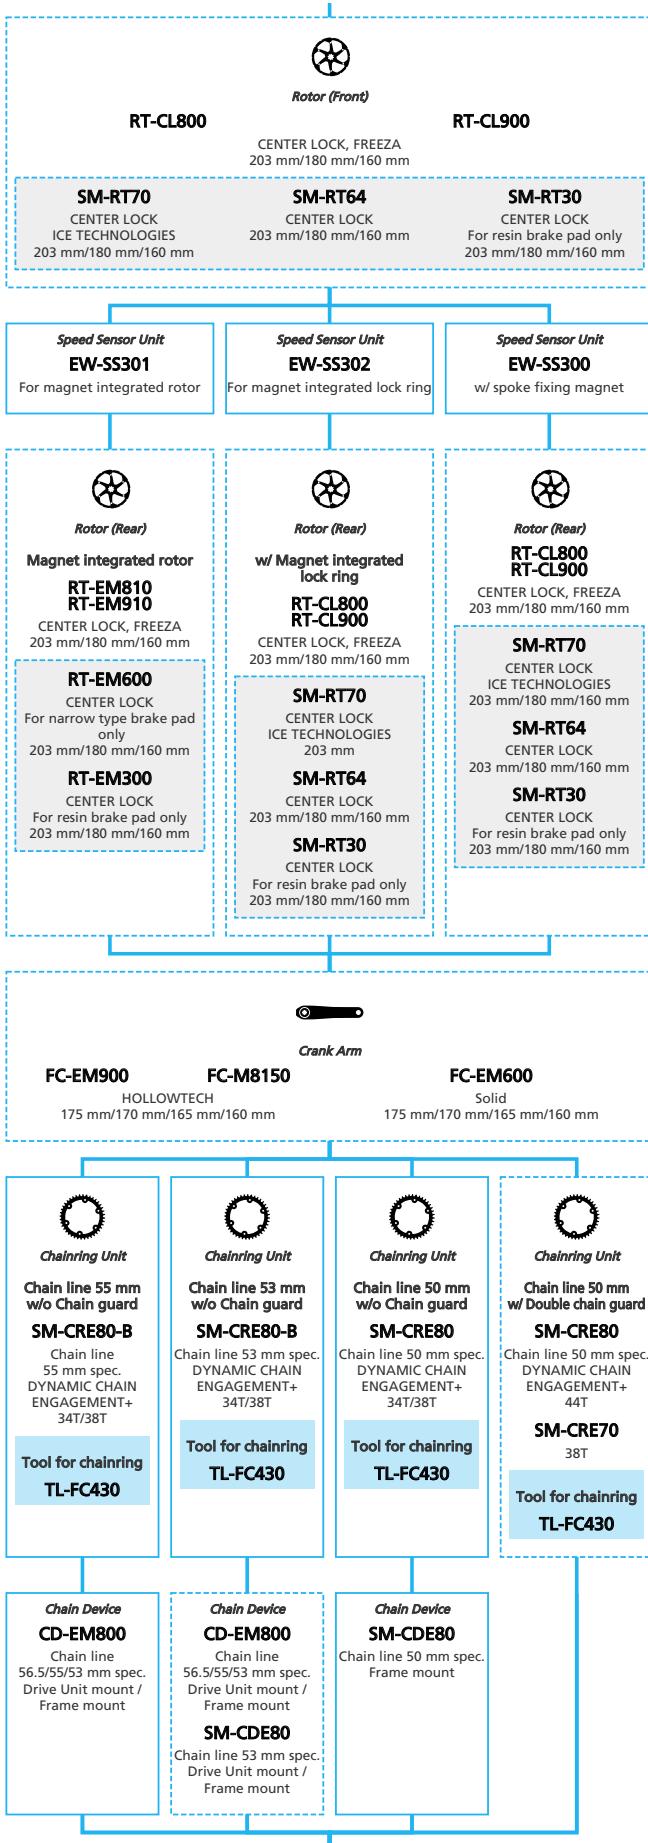 Rotor (Front)
RT-CL800
RT-CL900
CENTER LOCK, FREEZA
203 mm/180 mm/160 mm
SM-RT70
CENTER LOCK
ICE TECHNOLOGIES
203 mm/180 mm/160 mm
SM-RT64
CENTER LOCK
203 mm/180 mm/160 mm
SM-RT30
CENTER LOCK
For resin brake pad only
203 mm/180 mm/160 mm
Speed Sensor Unit
EW-SS301
For magnet integrated rotor
Speed Sensor Unit
EW-SS302
For magnet integrated lock ring
Speed Sensor Unit
EW-SS300
w/ spoke fixing magnet
Rotor (Rear)
Magnet integrated rotor
RT-EM810
RT-EM910
CENTER LOCK, FREEZA
203 mm/180 mm/160 mm
RT-EM600
CENTER LOCK
For narrow type brake pad
only
203 mm/180 mm/160 mm
RT-EM300
CENTER LOCK
For resin brake pad only
203 mm/180 mm/160 mm
Rotor (Rear)
w/ Magnet integrated
lock ring
RT-CL800
RT-CL900
CENTER LOCK, FREEZA
203 mm/180 mm/160 mm
SM-RT70
CENTER LOCK
ICE TECHNOLOGIES
203 mm
SM-RT64
CENTER LOCK
203 mm/180 mm/160 mm
SM-RT30
CENTER LOCK
For resin brake pad only
203 mm/180 mm/160 mm
Rotor (Rear)
RT-CL800
RT-CL900
CENTER LOCK, FREEZA
203 mm/180 mm/160 mm
SM-RT70
CENTER LOCK
ICE TECHNOLOGIES
203 mm/180 mm/160 mm
SM-RT64
CENTER LOCK
203 mm/180 mm/160 mm
SM-RT30
CENTER LOCK
For resin brake pad only
203 mm/180 mm/160 mm
Crank Arm
FC-EM900
FC-M8150
HOLLOWTECH
175 mm/170 mm/165 mm/160 mm
FC-EM600
Solid
175 mm/170 mm/165 mm/160 mm
Chainring Unit
Chain line 55 mm
w/o Chain guard
SM-CRE80-B
Chain line
55 mm spec.
DYNAMIC CHAIN
ENGAGEMENT+
34T/38T
Tool for chainring
TL-FC430
Chainring Unit
Chain line 53 mm
w/o Chain guard
SM-CRE80-B
Chain line 53 mm spec.
DYNAMIC CHAIN
ENGAGEMENT+
34T/38T
Tool for chainring
TL-FC430
Chainring Unit
Chain line 50 mm
w/o Chain guard
SM-CRE80
Chain line 50 mm spec.
DYNAMIC CHAIN
ENGAGEMENT+
34T/38T
Tool for chainring
TL-FC430
Chainring Unit
Chain line 50 mm
w/ Double chain guard
SM-CRE80
Chain line 50 mm spec.
DYNAMIC CHAIN
ENGAGEMENT+
44T
SM-CRE70
38T
Tool for chainring
TL-FC430
Chain Device
CD-EM800
Chain line
56.5/55/53 mm spec.
Drive Unit mount /
Frame mount
Chain Device
CD-EM800
Chain line
56.5/55/53 mm spec.
Drive Unit mount /
Frame mount
SM-CDE80
Chain line 53 mm spec.
Drive Unit mount /
Frame mount
Chain Device
SM-CDE80
Chain line 50 mm spec.
Frame mount